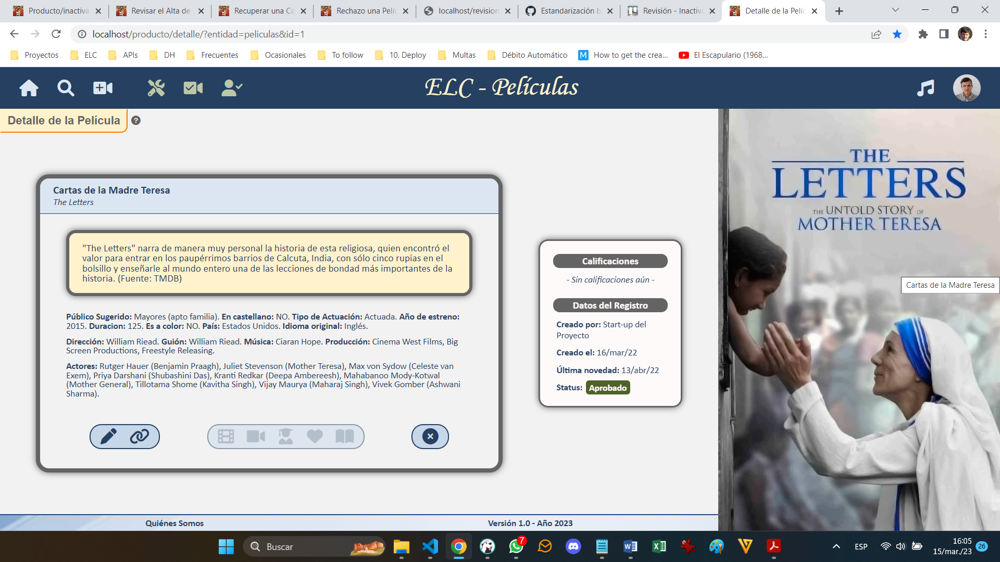 Producto/inactiva
Revisar el Alta de
Recuperar una Co
Rechazo una Pelíc
localhost/revision
Estandarización b
Revisión - Inactiva
Detalle de la Pelíc
localhost/producto/detalle/?entidad=peliculas&id=1
Proyectos
ELC
APIs
DH
Frecuentes
Ocasionales
To follow
10. Deploy
Multas
Débito Automático
M How to get the crea...
El Escapulario (1968...
ELC - Películas
Detalle de la Película
?
Cartas de la Madre Teresa
The Letters
"The Letters" narra de manera muy personal la historia de esta religiosa, quien encontró el
valor para entrar en los paupérrimos barrios de Calcuta, India, con sólo cinco rupias en el
bolsillo y enseñarle al mundo entero una de las lecciones de bondad más importantes de la
historia. (Fuente: TMDB)
Público Sugerido: Mayores (apto familia). En castellano: NO. Tipo de Actuación: Actuada. Año de estreno:
2015. Duracion: 125. Es a color: NO. País: Estados Unidos. Idioma original: Inglés.
Dirección: William Riead. Guión: William Riead. Música: Ciaran Hope. Producción: Cinema West Films, Big
Screen Productions, Freestyle Releasing.
Actores: Rutger Hauer (Benjamin Praagh), Juliet Stevenson (Mother Teresa), Max von Sydow (Celeste van
Exem), Priya Darshani (Shubashini Das), Kranti Redkar (Deepa Ambereesh), Mahabanoo Mody-Kotwal
(Mother General), Tillotama Shome (Kavitha Singh), Vijay Maurya (Maharaj Singh), Vivek Gomber (Ashwani
Sharma).
Calificaciones
- Sin calificaciones aún -
Datos del Registro
Creado por: Start-up del
Proyecto
Creado el: 16/mar/22
Última novedad: 13/abr/22
Status: Aprobado
THE
LETTERS
THE UNTOLD STORY OF
MOTHER TERESA
Cartas de la Madre Teresa
Quiénes Somos
Versión 1.0 - Año 2023
Buscar
7
ESP
16:05
15/mar./23
26